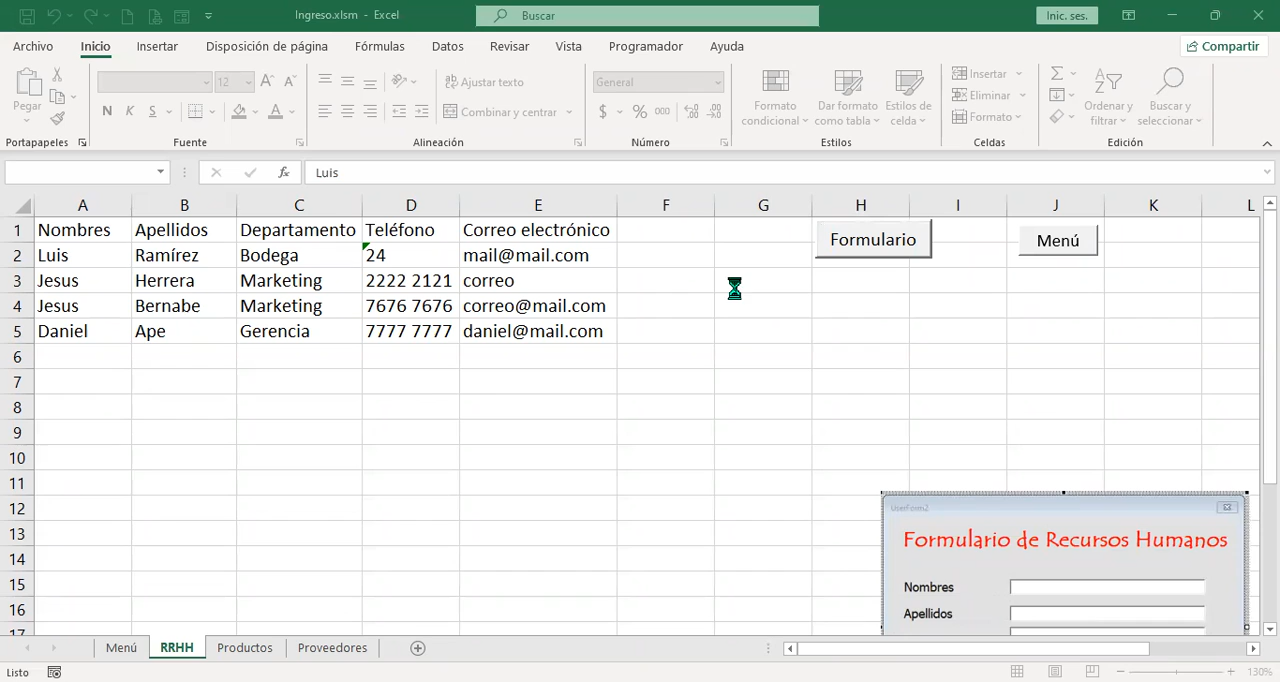 Ingreso.xlsm - Excel
Buscar
Inic. ses.
Archivo Inicio Insertar Disposición de página Fórmulas Datos Revisar Vista Programador Ayuda Compartir
Pegar
12
Ajustar texto
General
Insertar
N K S
Combinar y centrar
$ % 000
Formato condicional
Dar formato como tabla
Estilos de celda
Eliminar
Formato
Ordenar y filtrar
Buscar y seleccionar
Portapapeles Fuente Alineación Número Estilos Celdas Edición
fx Luis
A B C D E F G H I J K L
1 Nombres Apellidos Departamento Teléfono Correo electrónico Formulario Menú
2 Luis Ramírez Bodega 24 mail@mail.com
3 Jesus Herrera Marketing 2222 2121 correo
4 Jesus Bernabe Marketing 7676 7676 correo@mail.com
5 Daniel Ape Gerencia 7777 7777 daniel@mail.com
6
7
8
9
10
11
12 UserForm2
13 Formulario de Recursos Humanos
14
15 Nombres
16 Apellidos
17
Menú RRHH Productos Proveedores
Listo 130%